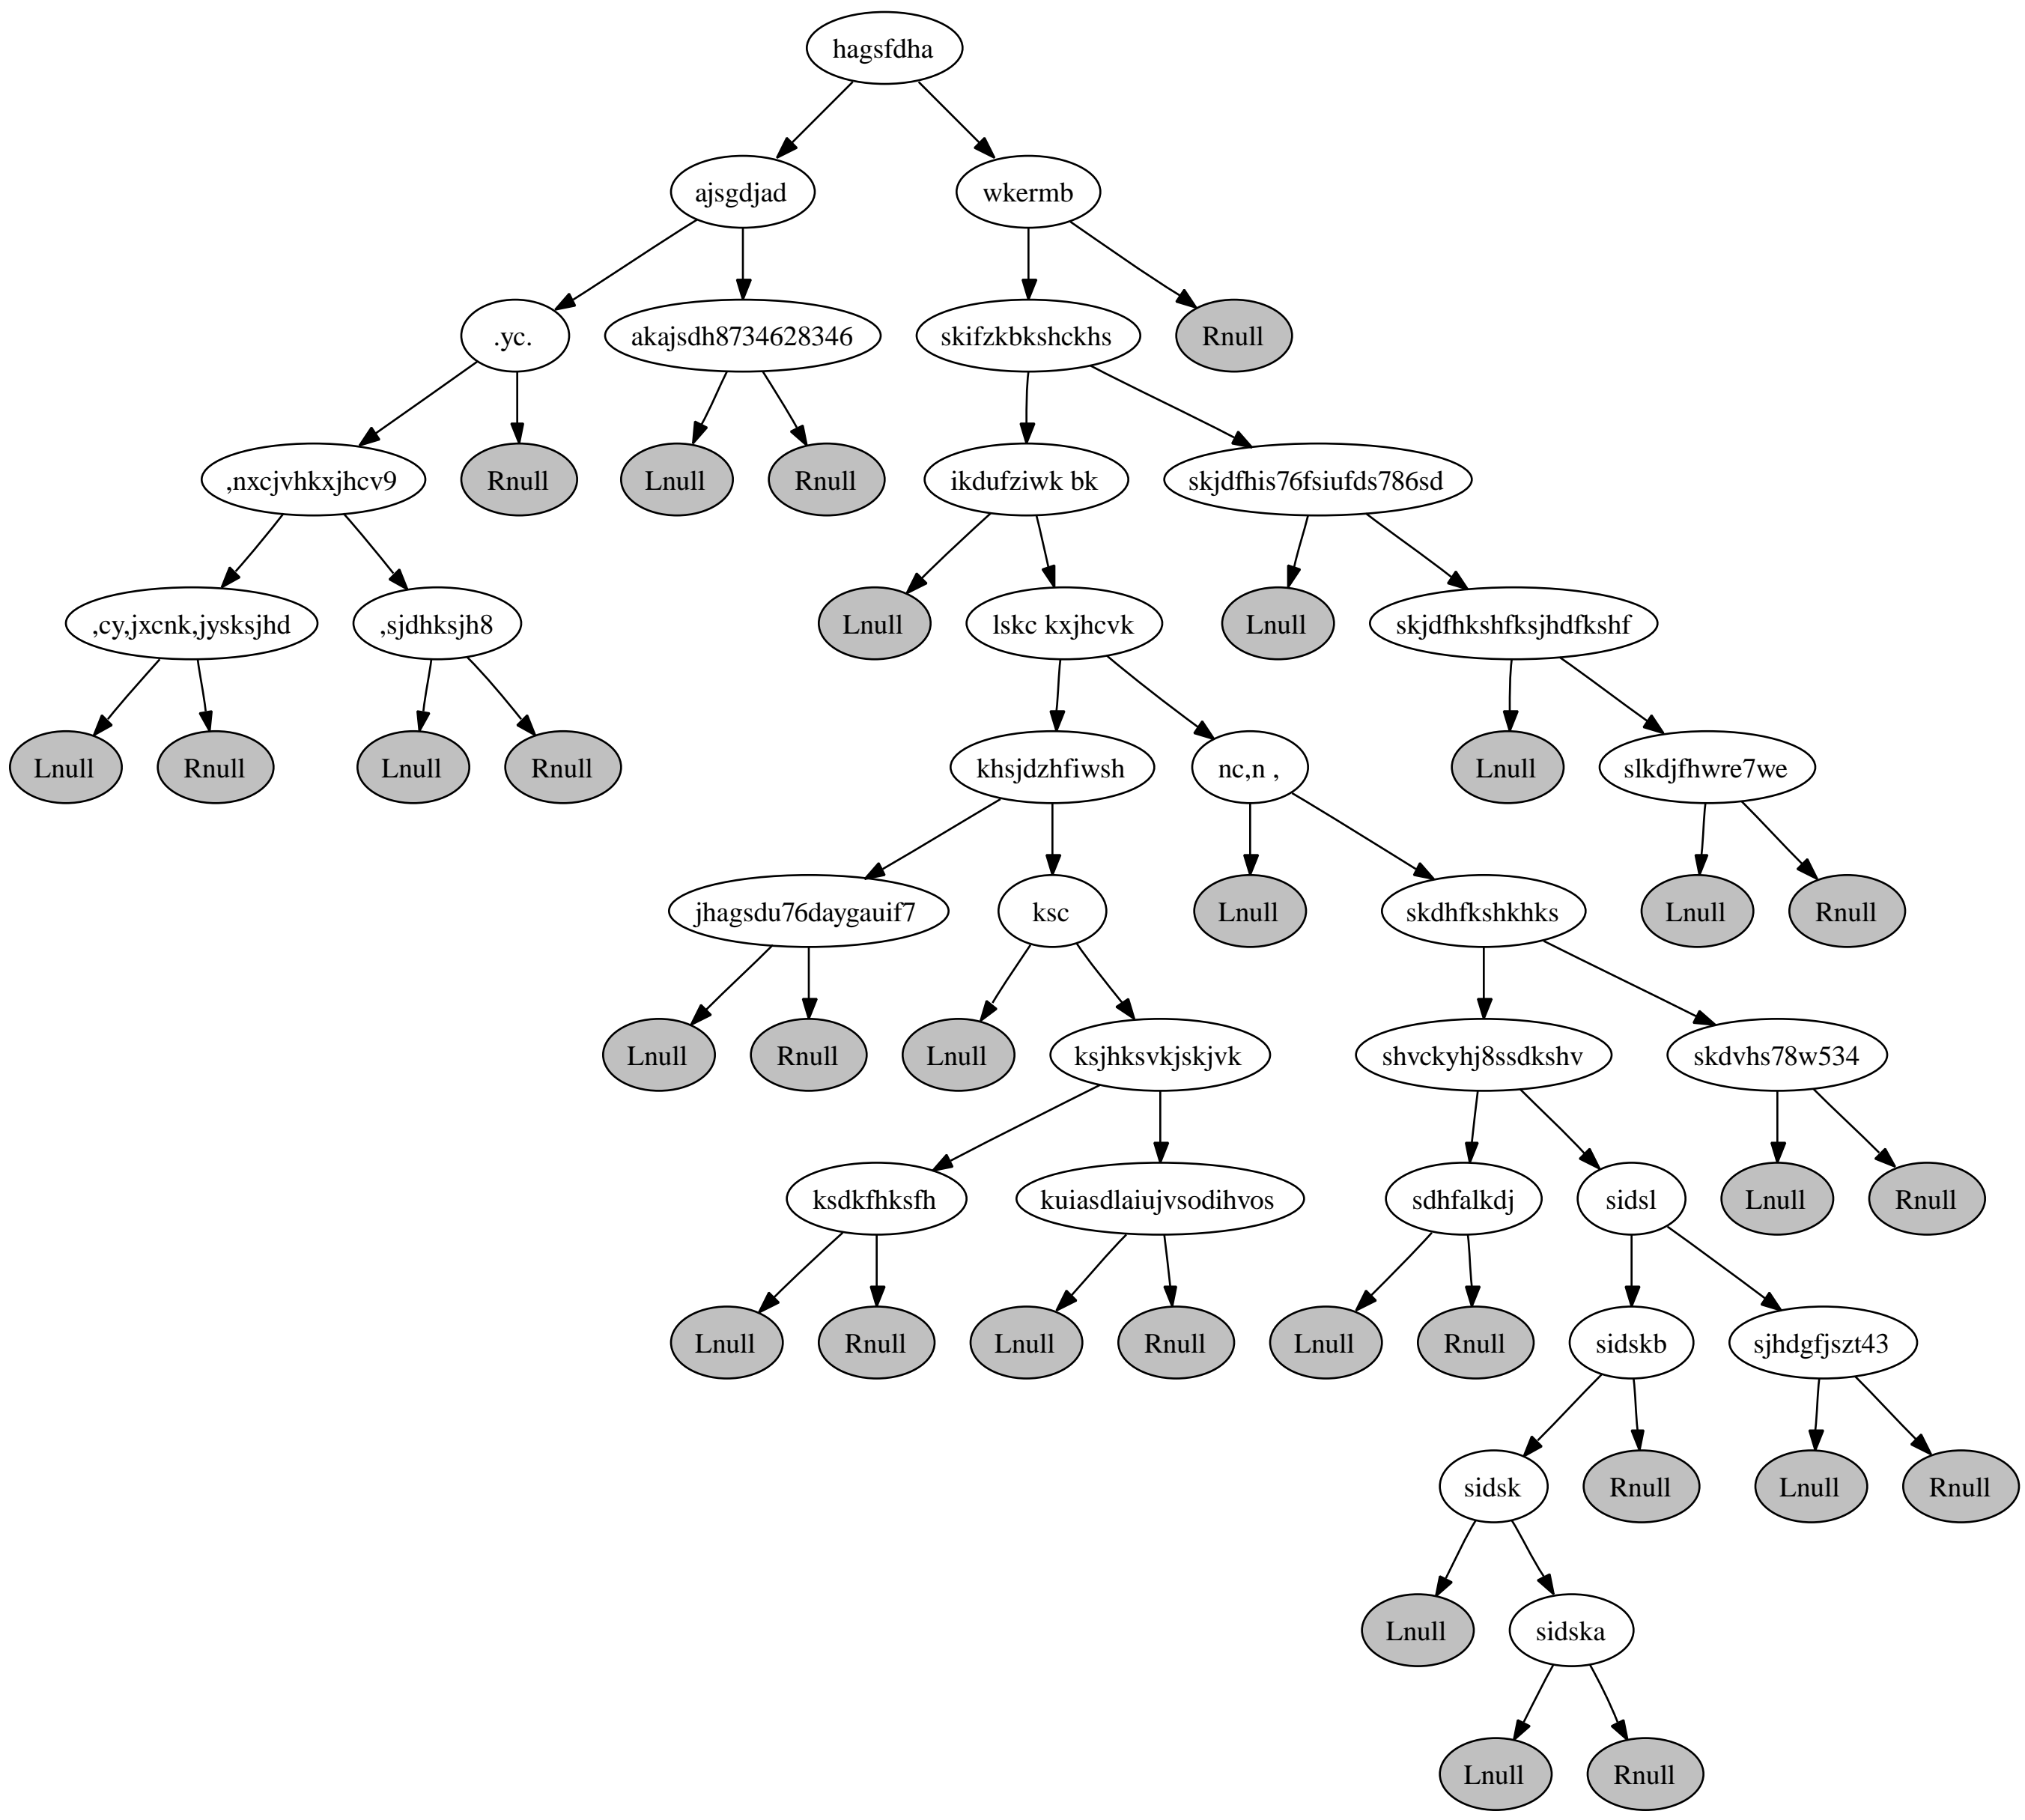 hagsfdha
ajsgdjad
wkermb
.yc.
akajsdh8734628346
skifzkbkshckhs
Rnull
,nxcjvhkxjhcv9
Rnull
Lnull
Rnull
ikdufziwk bk
skjdfhis76fsiufds786sd
,cy,jxcnk,jysksjhd
,sjdhksjh8
Lnull
lskc kxjhcvk
Lnull
skjdfhkshfksjhdfkshf
Lnull
Rnull
Lnull
Rnull
khsjdzhfiwsh
nc,n ,
Lnull
slkdjfhwre7we
jhagsdu76daygauif7
ksc
Lnull
skdhfkshkhks
Lnull
Rnull
Lnull
Rnull
Lnull
ksjhksvkjskjvk
shvckyhj8ssdkshv
skdvhs78w534
ksdkfhksfh
kuiasdlaiujvsodihvos
sdhfalkdj
sidsl
Lnull
Rnull
Lnull
Rnull
Lnull
Rnull
Lnull
Rnull
sidskb
sjhdgfjszt43
sidsk
Rnull
Lnull
Rnull
Lnull
sidska
Lnull
Rnull